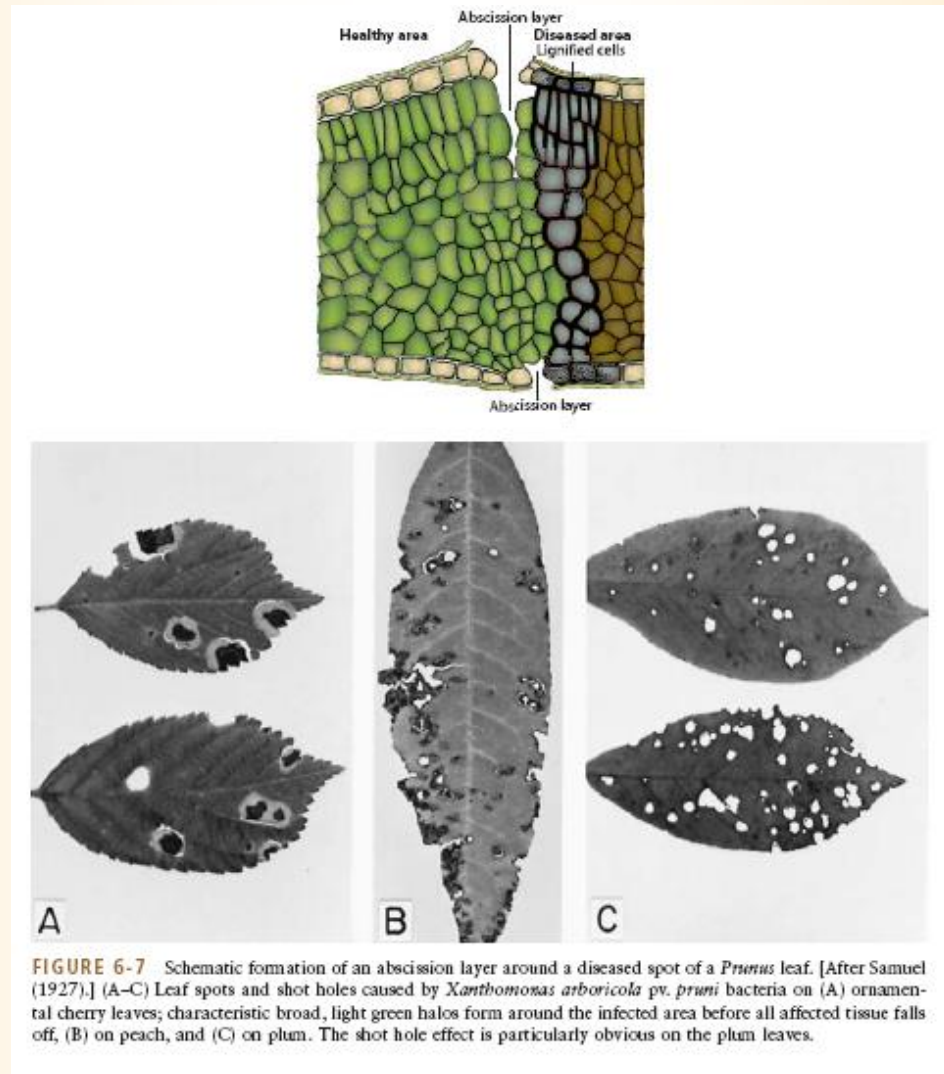 Abscission layer
Healthy area Diseased area
Lignified cells
Abscission layer
A B C
FIGURE 6-7 Schematic formation of an abscission layer around a diseased spot of a Prunus leaf. [After Samuel
(1927).] (A–C) Leaf spots and shot holes caused by Xanthomonas arboricola pv. pruni bacteria on (A) ornamen-
tal cherry leaves; characteristic broad, light green halos form around the infected area before all affected tissue falls
off, (B) on peach, and (C) on plum. The shot hole effect is particularly obvious on the plum leaves.